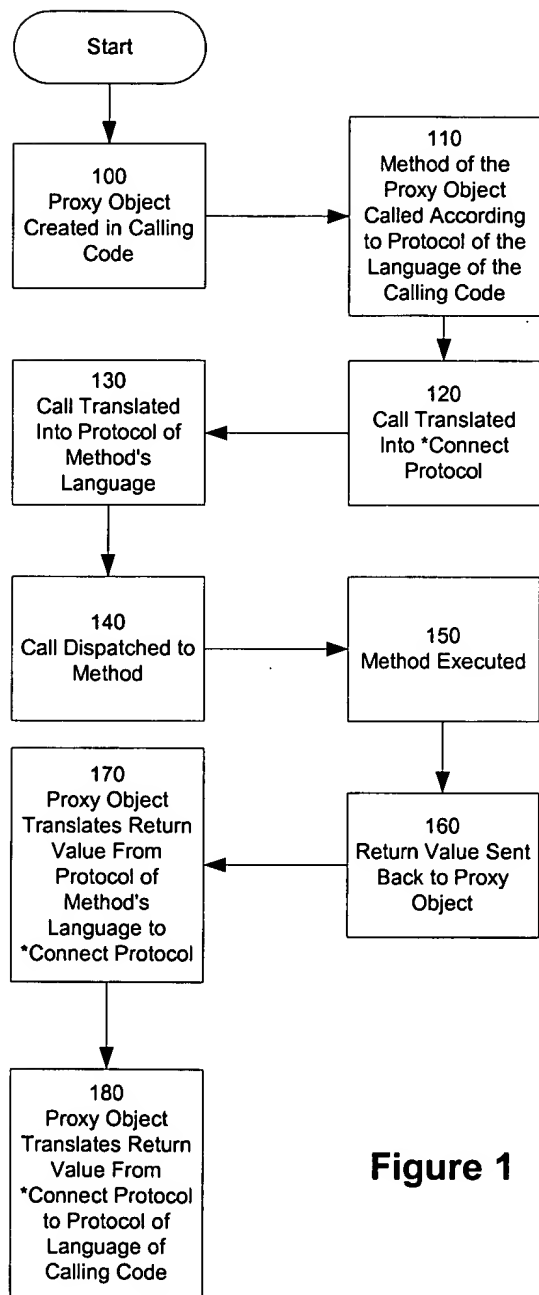 Start
100
Proxy Object
Created in Calling
Code
110
Method of the
Proxy Object
Called According
to Protocol of the
Language of the
Calling Code
120
Call Translated
Into *Connect
Protocol
130
Call Translated
Into Protocol of
Method's
Language
140
Call Dispatched to
Method
150
Method Executed
160
Return Value Sent
Back to Proxy
Object
170
Proxy Object
Translates Return
Value From
Protocol of
Method's
Language to
*Connect Protocol
180
Proxy Object
Translates Return
Value From
*Connect Protocol
to Protocol of
Language of
Calling Code
Figure 1